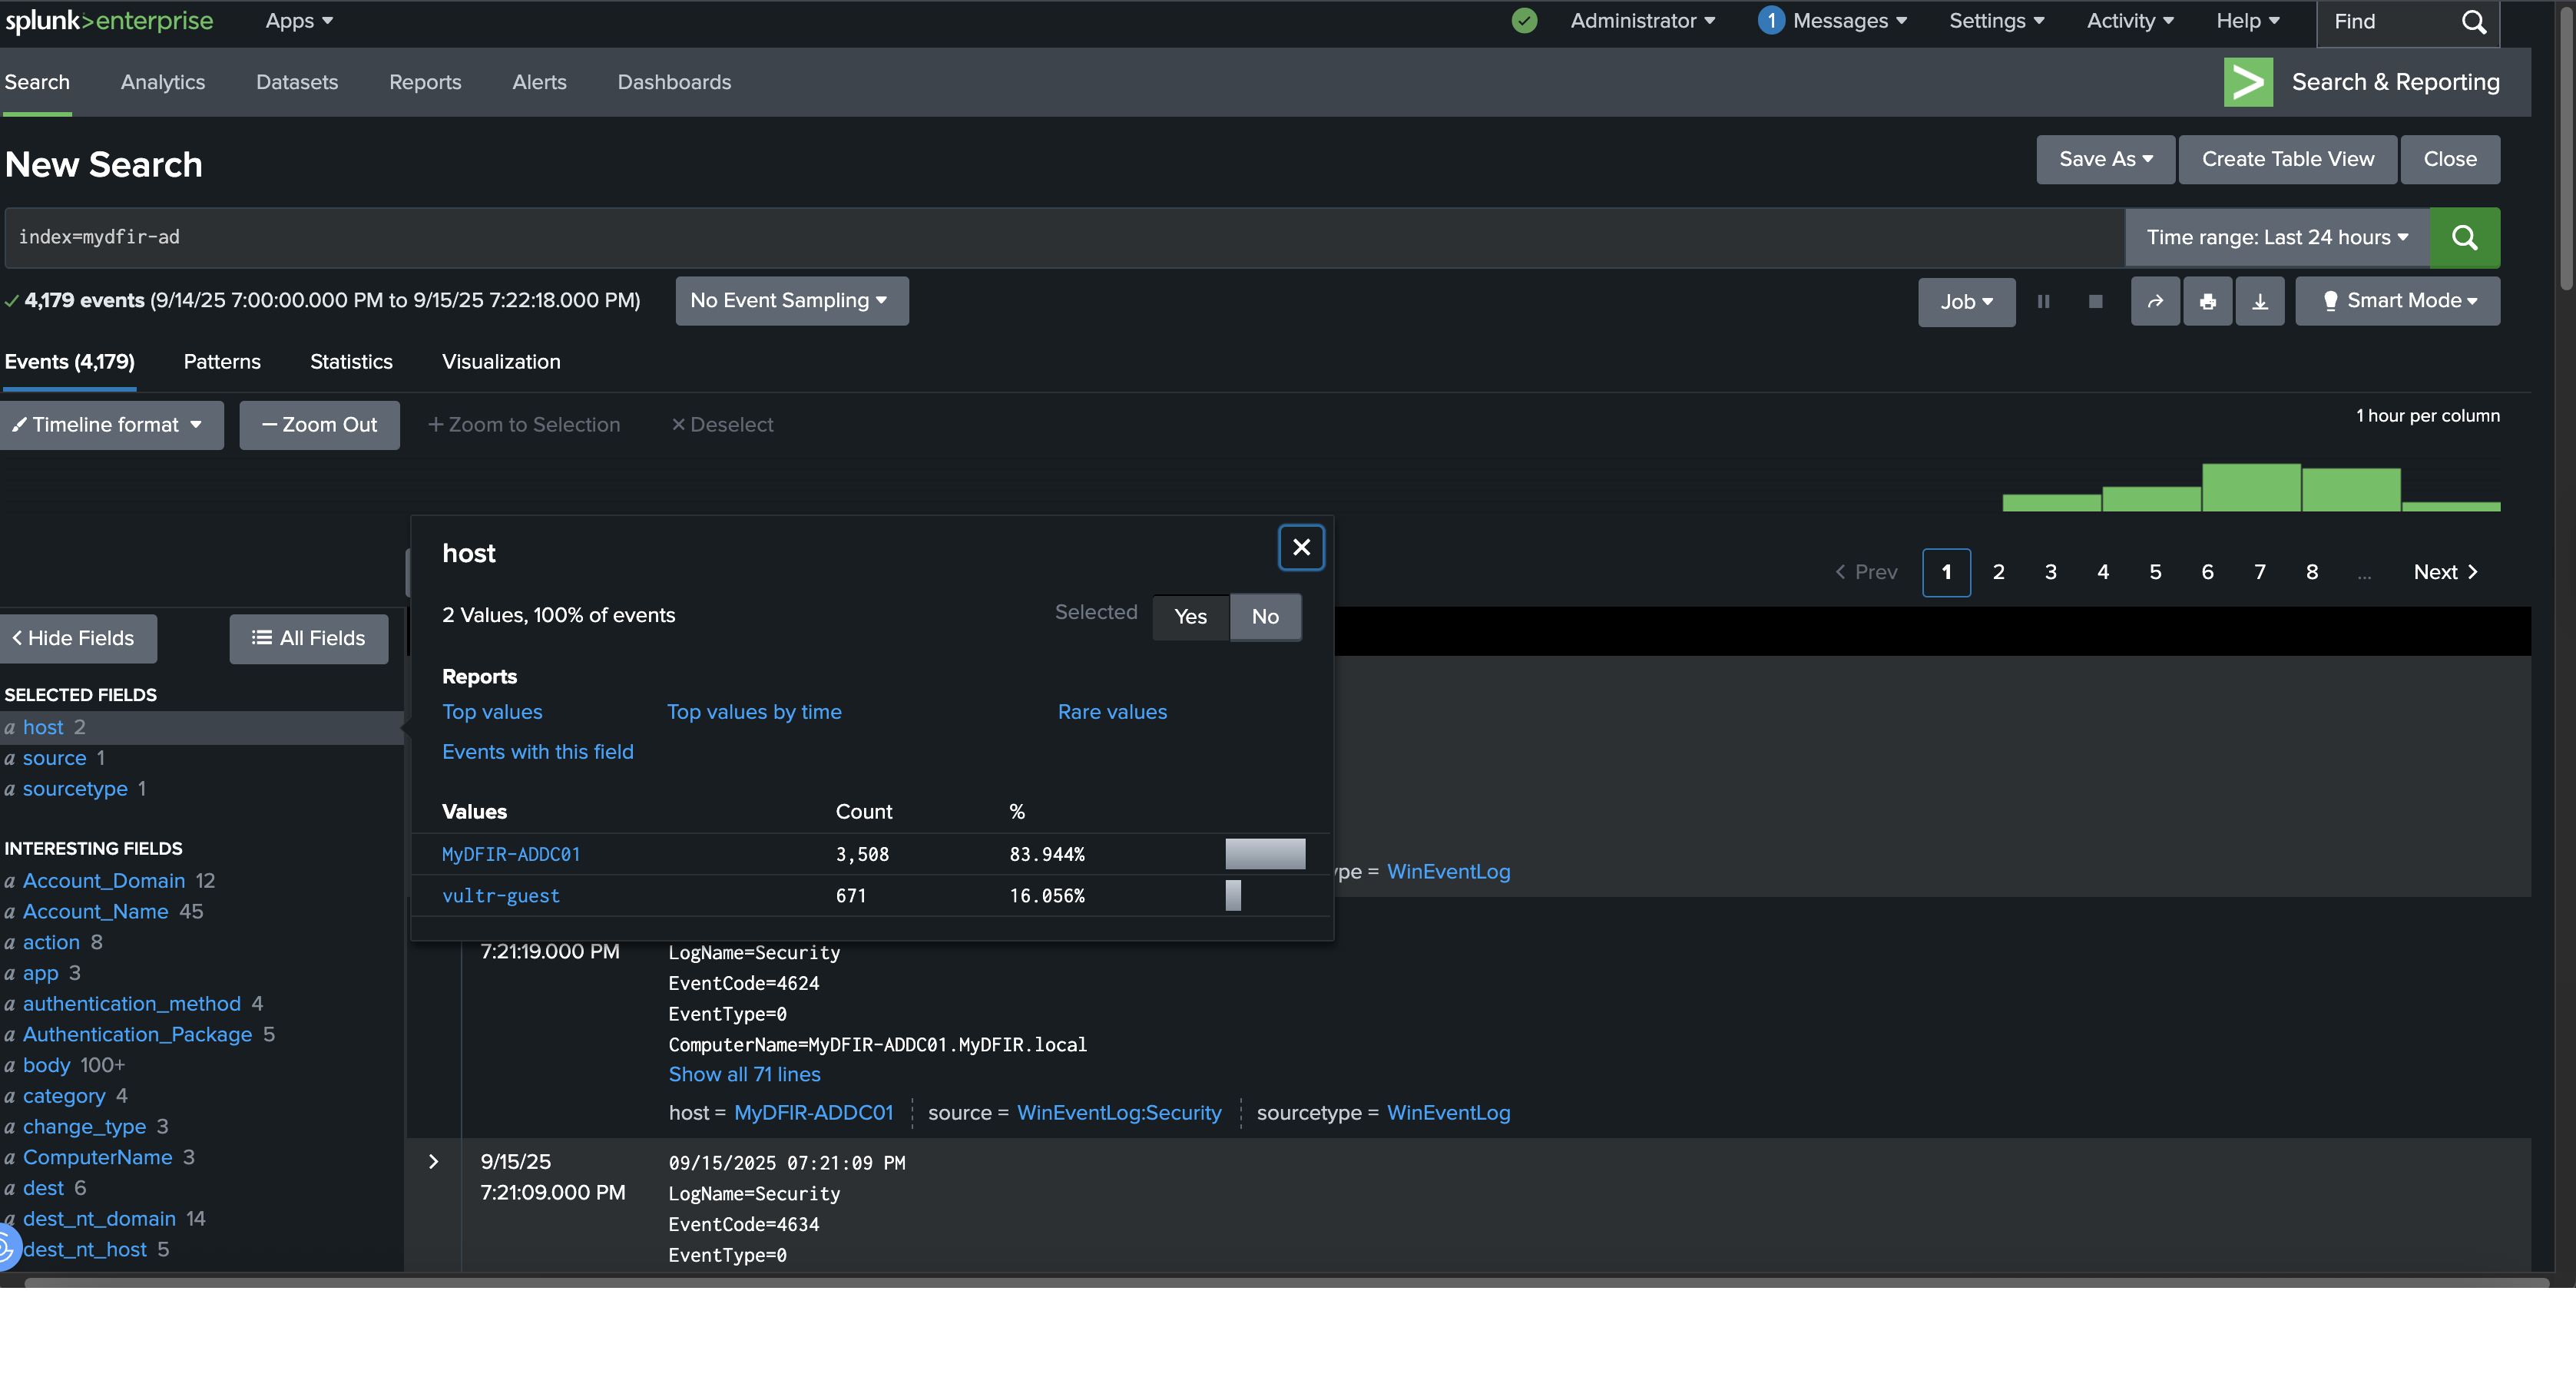 splunk>enterprise Apps Administrator 1 Messages Settings Activity Help Find
Search Analytics Datasets Reports Alerts Dashboards > Search & Reporting
New Search Save As Create Table View Close
index=mydfir-ad Time range: Last 24 hours
4,179 events (9/14/25 7:00:00.000 PM to 9/15/25 7:22:18.000 PM) No Event Sampling Job Smart Mode
Events (4,179) Patterns Statistics Visualization
Timeline format — Zoom Out + Zoom to Selection × Deselect 1 hour per column
host
< Prev 1 2 3 4 5 6 7 8 ... Next >
2 Values, 100% of events Selected Yes No
< Hide Fields All Fields
Reports
SELECTED FIELDS
Top values Top values by time Rare values
a host 2
Events with this field
a source 1
a sourcetype 1
Values Count %
INTERESTING FIELDS
MyDFIR-ADDC01 3,508 83.944%
ype = WinEventLog
a Account_Domain 12
vultr-guest 671 16.056%
a Account_Name 45
a action 8
7:21:19.000 PM LogName=Security
a app 3
EventCode=4624
a authentication_method 4
EventType=0
a Authentication_Package 5
ComputerName=MyDFIR-ADDC01.MyDFIR.local
a body 100+
Show all 71 lines
a category 4
host = MyDFIR-ADDC01 source = WinEventLog:Security sourcetype = WinEventLog
a change_type 3
a ComputerName 3
9/15/25 09/15/2025 07:21:09 PM
a dest 6
7:21:09.000 PM LogName=Security
a dest_nt_domain 14
EventCode=4634
a dest_nt_host 5
EventType=0